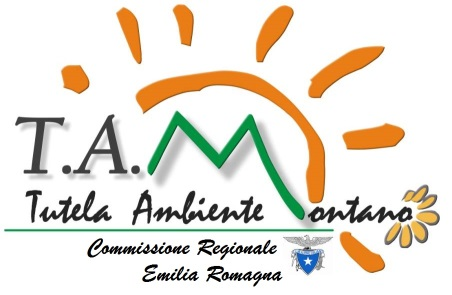 T.A.M
Tutela Ambiente Montano
Commissione Regionale
Emilia Romagna